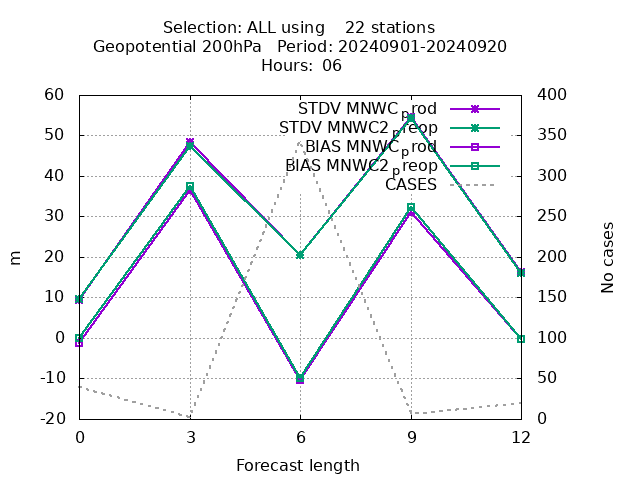 Selection: ALL using    22 stations
Geopotential 200hPa   Period: 20240901-20240920
Hours: 06
STDV MNWC_prod
STDV MNWC2_preop
BIAS MNWC_prod
BIAS MNWC2_preop
CASES
60
50
40
30
20
10
0
-10
-20
m
400
350
300
250
200
150
100
50
0
No cases
0 3 6 9 12
Forecast length